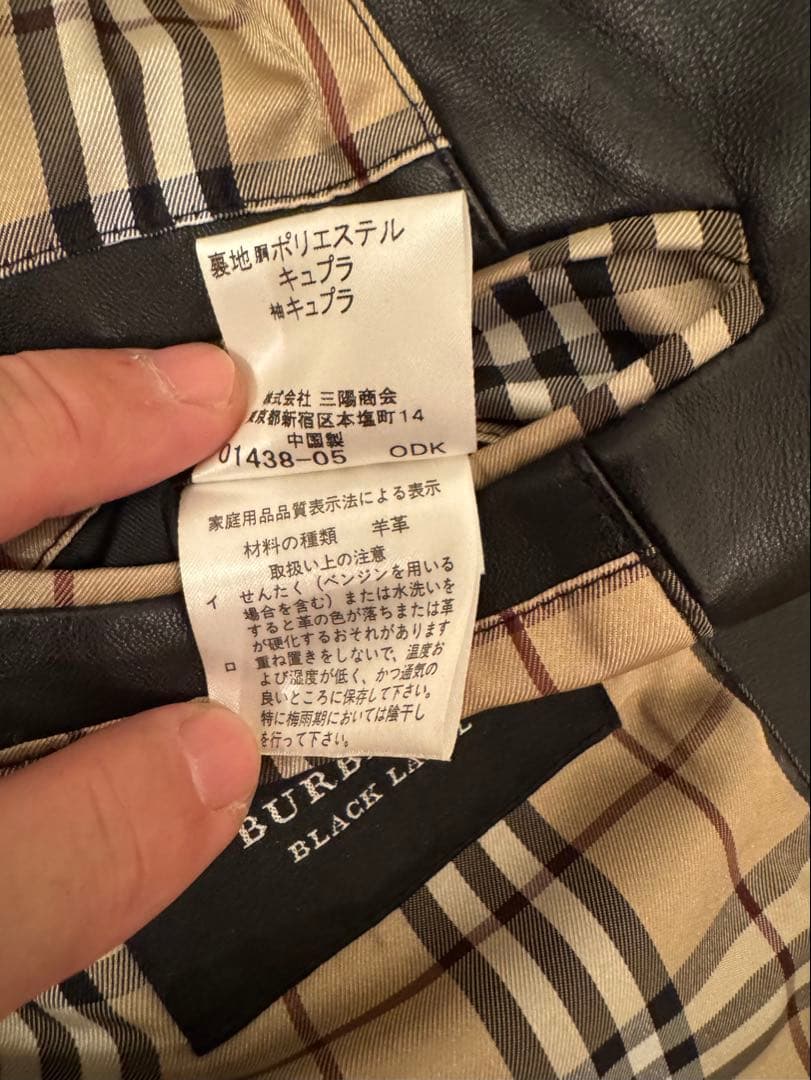 裏地 胴ポリエステル
キュプラ
袖キュプラ
株式会社 三陽商会
東京都新宿区本塩町14
中国製
01438-05 ODK
家庭用品品質表示法による表示
材料の種類 羊革
取扱い上の注意
イ せんたく(ベンジンを用いる
場合を含む)または水洗いを
すると革の色が落ちまたは革
が硬化するおそれがあります
ロ 重ね置きをしないで、温度お
よび湿度が低く、かつ通気の
良いところに保存して下さい。
特に梅雨期においては陰干し
を行って下さい。
BURB
BLACK LA